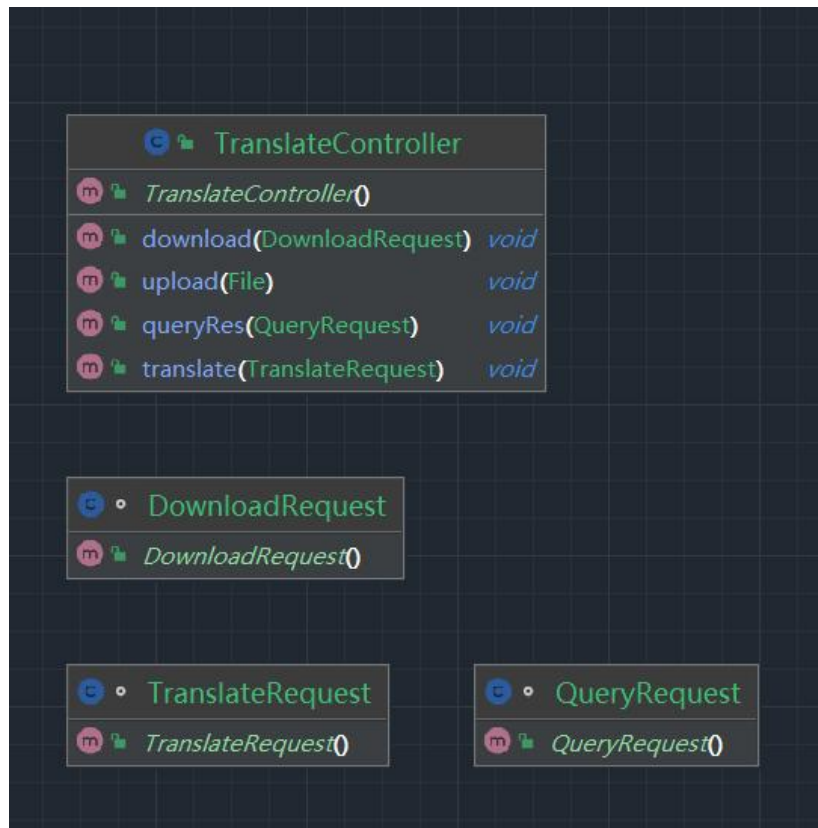 TranslateController
TranslateController()
download(DownloadRequest) void
upload(File) void
queryRes(QueryRequest) void
translate(TranslateRequest) void
DownloadRequest
DownloadRequest()
TranslateRequest
TranslateRequest()
QueryRequest
QueryRequest()